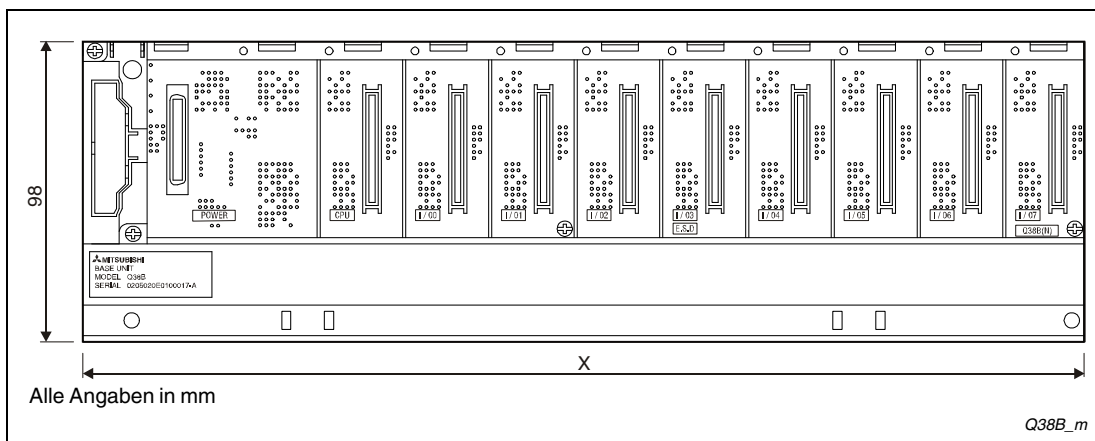 98
POWER
CPU
I / 00
I / 01
I / 02
I / 03
I / 04
I / 05
I / 06
I / 07
E.S.D
Q38B(N)
MITSUBISHI
BASE UNIT
MODEL Q38B
SERIAL 0205020E0100017-A
X
Alle Angaben in mm
Q38B_m